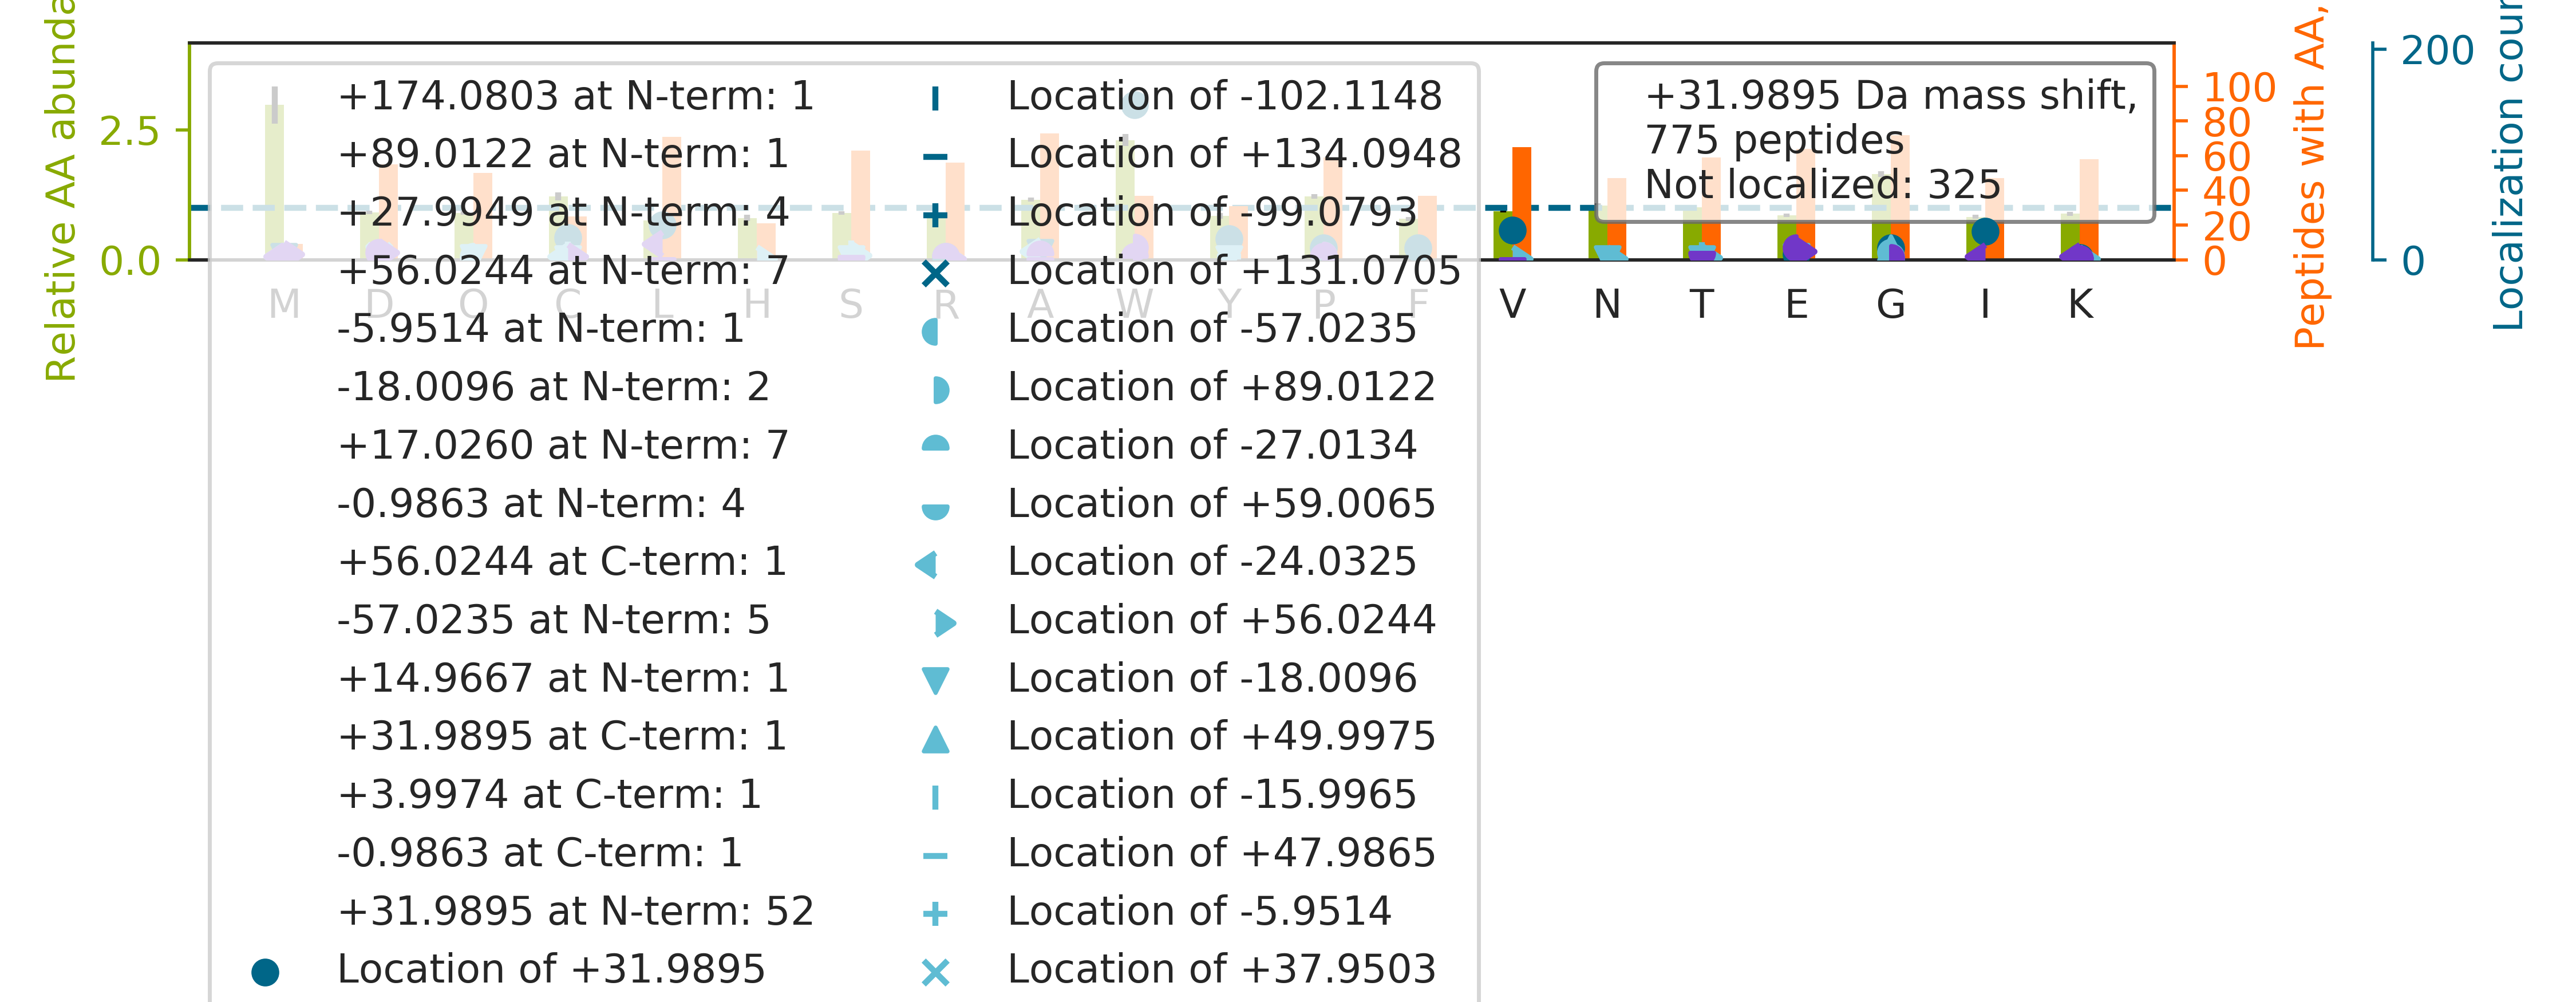 Relative AA abunda
2.5
0.0
+174.0803 at N-term: 1
+89.0122 at N-term: 1
+27.9949 at N-term: 4
+56.0244 at N-term: 7
-5.9514 at N-term: 1
-18.0096 at N-term: 2
+17.0260 at N-term: 7
-0.9863 at N-term: 4
+56.0244 at C-term: 1
-57.0235 at N-term: 5
+14.9667 at N-term: 1
+31.9895 at C-term: 1
+3.9974 at C-term: 1
-0.9863 at C-term: 1
+31.9895 at N-term: 52
Location of +31.9895
Location of -102.1148
Location of +134.0948
Location of -99.0793
Location of +131.0705
Location of -57.0235
Location of +89.0122
Location of -27.0134
Location of +59.0065
Location of -24.0325
Location of +56.0244
Location of -18.0096
Location of +49.9975
Location of -15.9965
Location of +47.9865
Location of -5.9514
Location of +37.9503
+31.9895 Da mass shift,
775 peptides
Not localized: 325
M D Q C L H S R A W Y P F V N T E G I K
100
80
60
40
20
0
Peptides with AA,
200
0
Localization cour